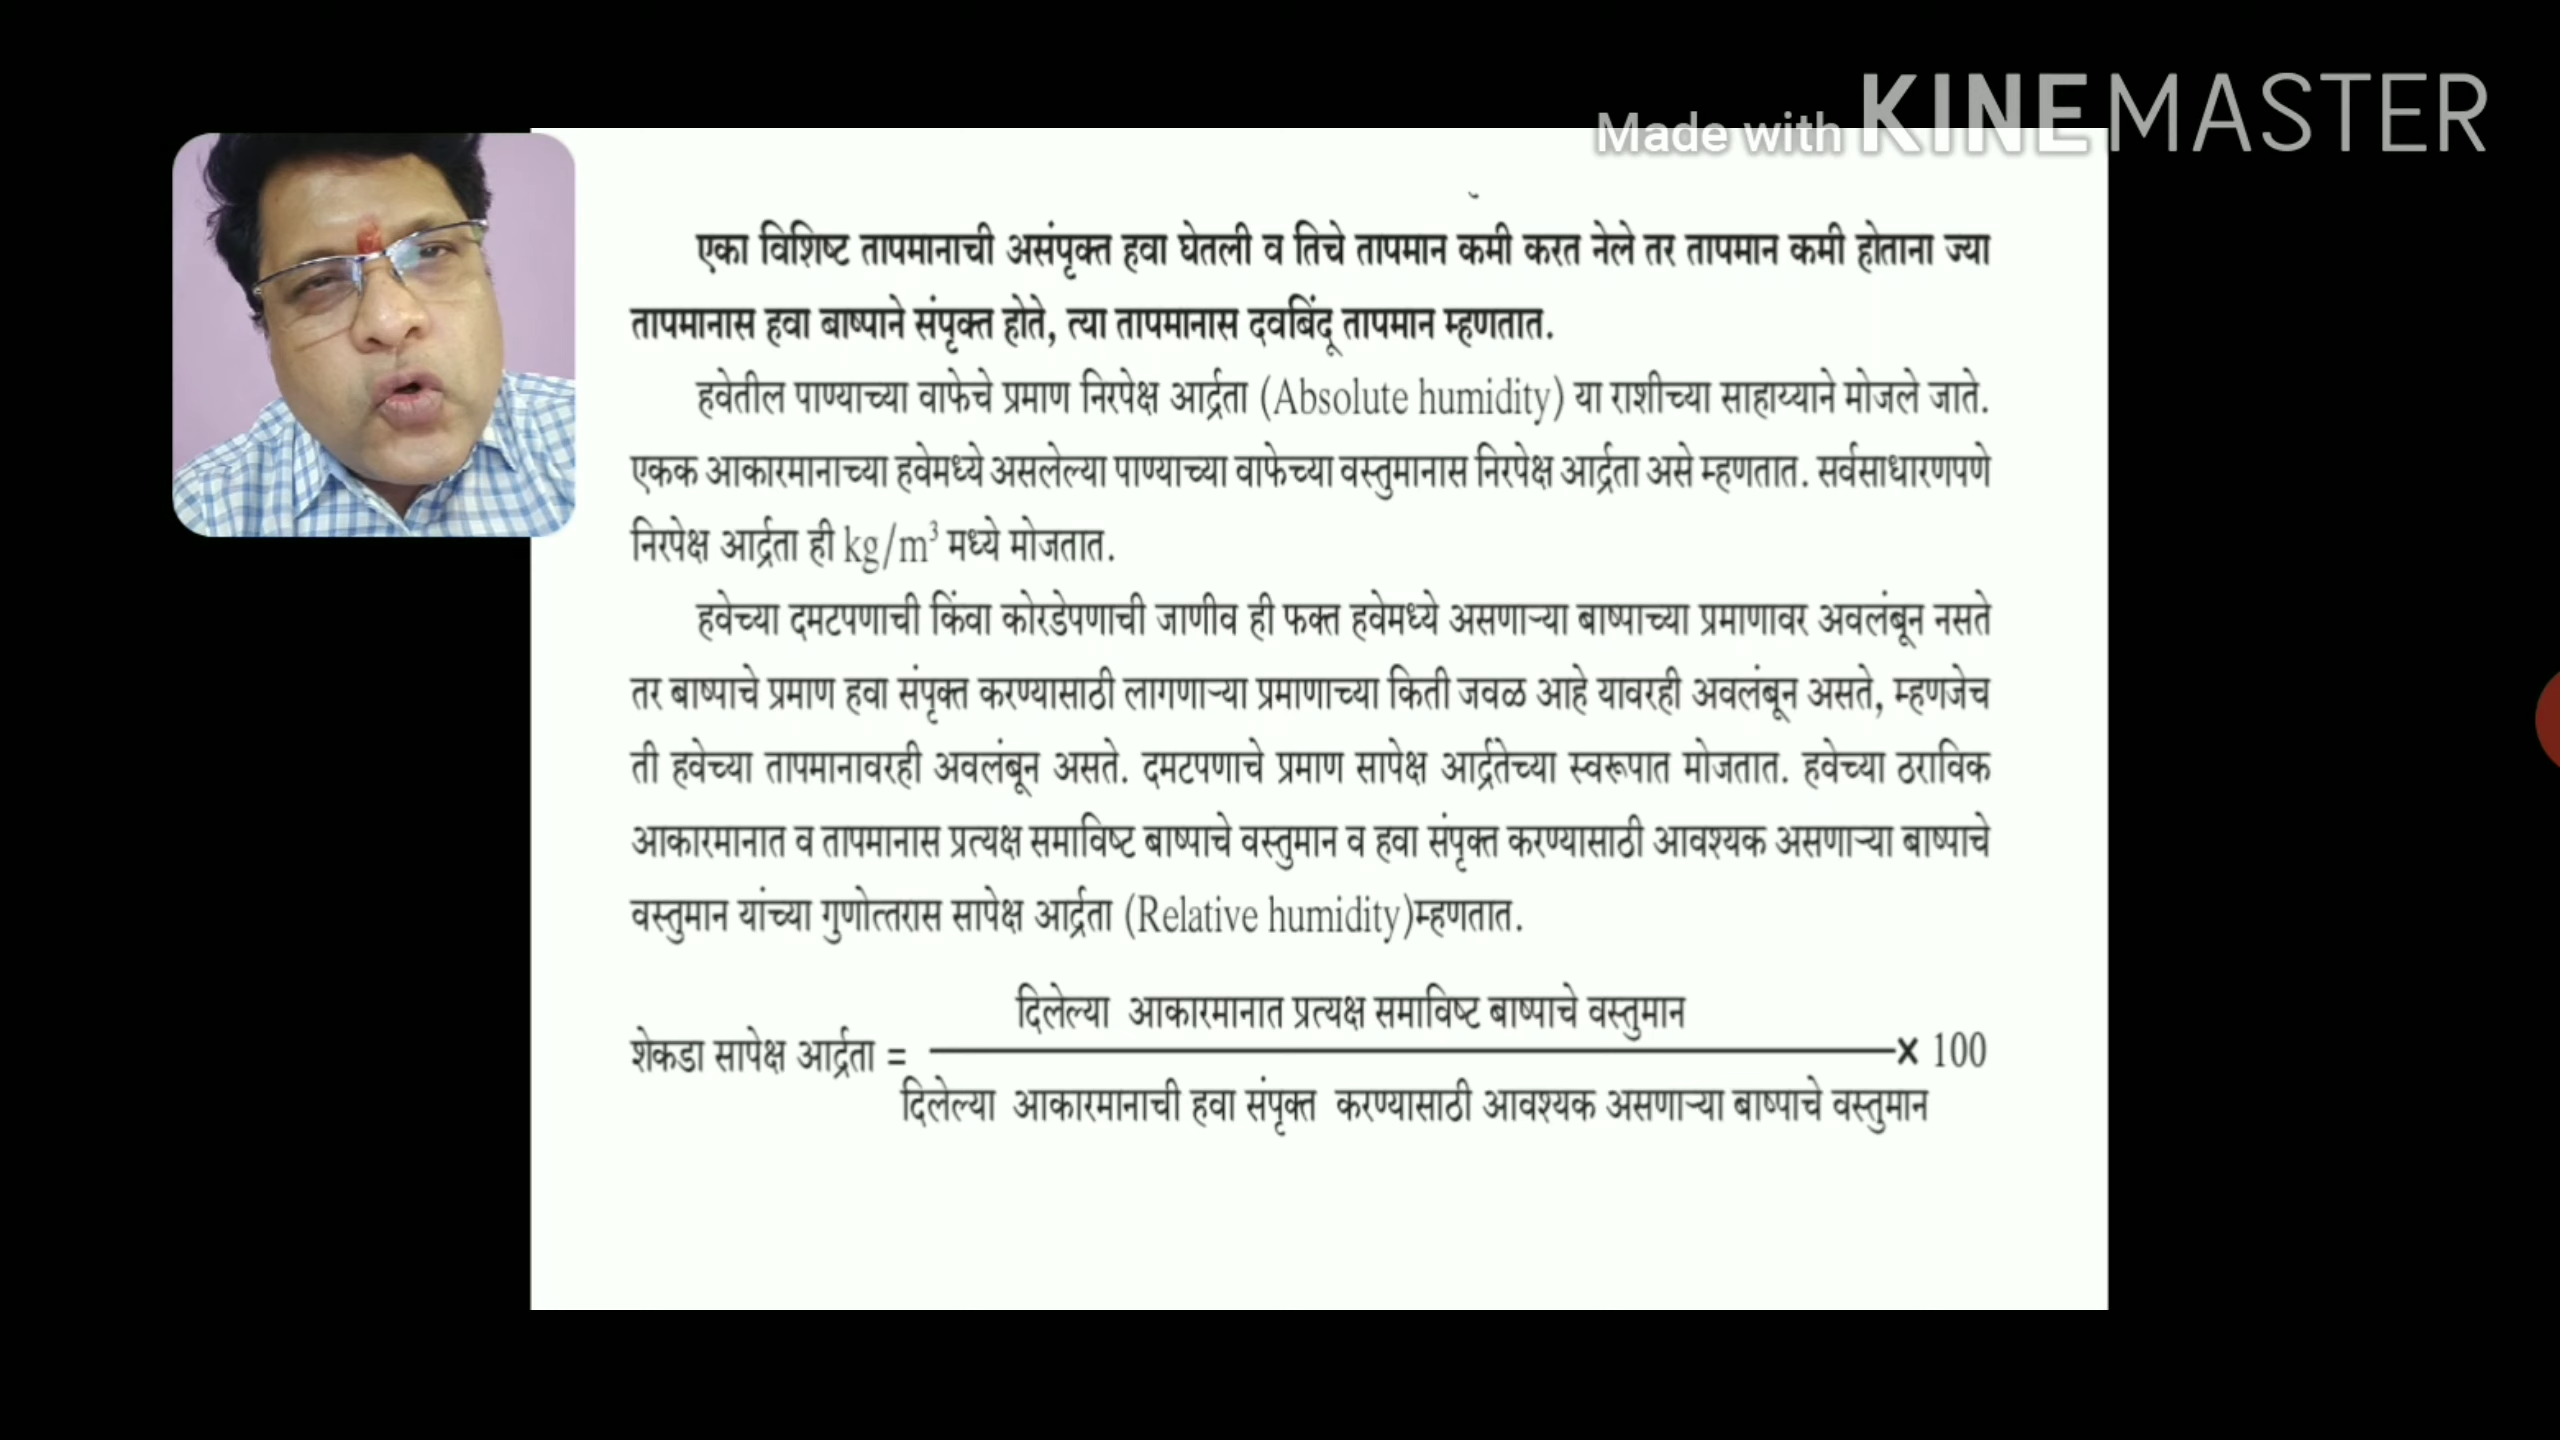 Made with KINEMASTER
एका विशिष्ट तापमानाची असंपृक्त हवा घेतली व तिचे तापमान कमी करत नेले तर तापमान कमी होताना ज्या
तापमानास हवा बाष्पाने संपृक्त होते, त्या तापमानास दवबिंदू तापमान म्हणतात.
हवेतील पाण्याच्या वाफेचे प्रमाण निरपेक्ष आर्द्रता (Absolute humidity) या राशीच्या साहाय्याने मोजले जाते.
एकक आकारमानाच्या हवेमध्ये असलेल्या पाण्याच्या वाफेच्या वस्तुमानास निरपेक्ष आर्द्रता असे म्हणतात. सर्वसाधारणपणे
निरपेक्ष आर्द्रता ही kg/m³ मध्ये मोजतात.
हवेच्या दमटपणाची किंवा कोरडेपणाची जाणीव ही फक्त हवेमध्ये असणाऱ्या बाष्पाच्या प्रमाणावर अवलंबून नसते
तर बाष्पाचे प्रमाण हवा संपृक्त करण्यासाठी लागणाऱ्या प्रमाणाच्या किती जवळ आहे यावरही अवलंबून असते, म्हणजेच
ती हवेच्या तापमानावरही अवलंबून असते. दमटपणाचे प्रमाण सापेक्ष आर्द्रतेच्या स्वरूपात मोजतात. हवेच्या ठराविक
आकारमानात व तापमानास प्रत्यक्ष समाविष्ट बाष्पाचे वस्तुमान व हवा संपृक्त करण्यासाठी आवश्यक असणाऱ्या बाष्पाचे
वस्तुमान यांच्या गुणोत्तरास सापेक्ष आर्द्रता (Relative humidity)म्हणतात.
दिलेल्या आकारमानात प्रत्यक्ष समाविष्ट बाष्पाचे वस्तुमान
शेकडा सापेक्ष आर्द्रता = × 100
दिलेल्या आकारमानाची हवा संपृक्त करण्यासाठी आवश्यक असणाऱ्या बाष्पाचे वस्तुमान